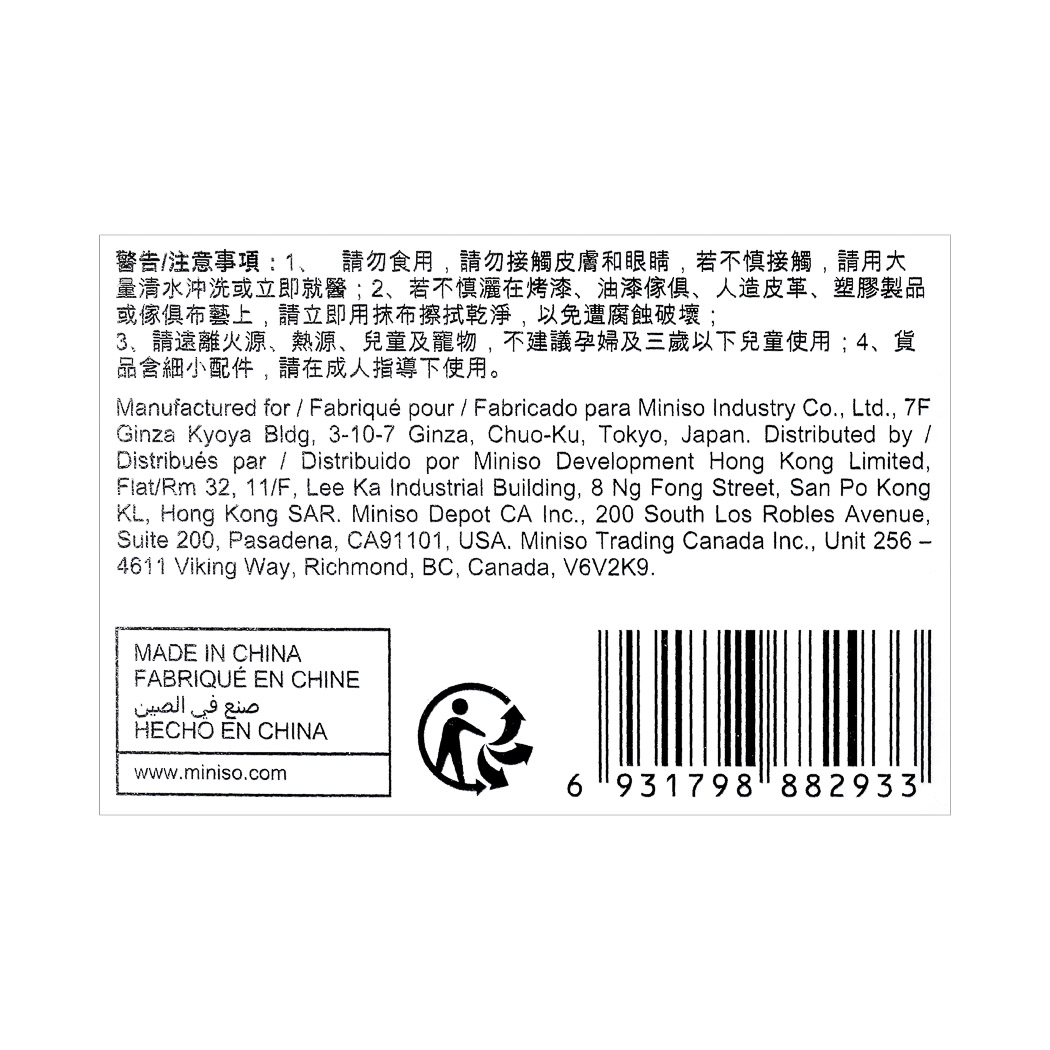 警告/注意事項：1、 請勿食用，請勿接觸皮膚和眼睛，若不慎接觸，請用大
量清水沖洗或立即就醫；2、若不慎灑在烤漆、油漆傢俱、人造皮革、塑膠製品
或傢俱布藝上，請立即用抹布擦拭乾淨，以免遭腐蝕破壞；
3、請遠離火源、熱源、兒童及寵物，不建議孕婦及三歲以下兒童使用；4、貨
品含細小配件，請在成人指導下使用。
Manufactured for / Fabriqué pour / Fabricado para Miniso Industry Co., Ltd., 7F
Ginza Kyoya Bldg, 3-10-7 Ginza, Chuo-Ku, Tokyo, Japan. Distributed by /
Distribués par / Distribuido por Miniso Development Hong Kong Limited,
Flat/Rm 32, 11/F, Lee Ka Industrial Building, 8 Ng Fong Street, San Po Kong
KL, Hong Kong SAR. Miniso Depot CA Inc., 200 South Los Robles Avenue,
Suite 200, Pasadena, CA91101, USA. Miniso Trading Canada Inc., Unit 256 –
4611 Viking Way, Richmond, BC, Canada, V6V2K9.
MADE IN CHINA
FABRIQUÉ EN CHINE
صنع في الصين
HECHO EN CHINA
www.miniso.com
6 931798 882933